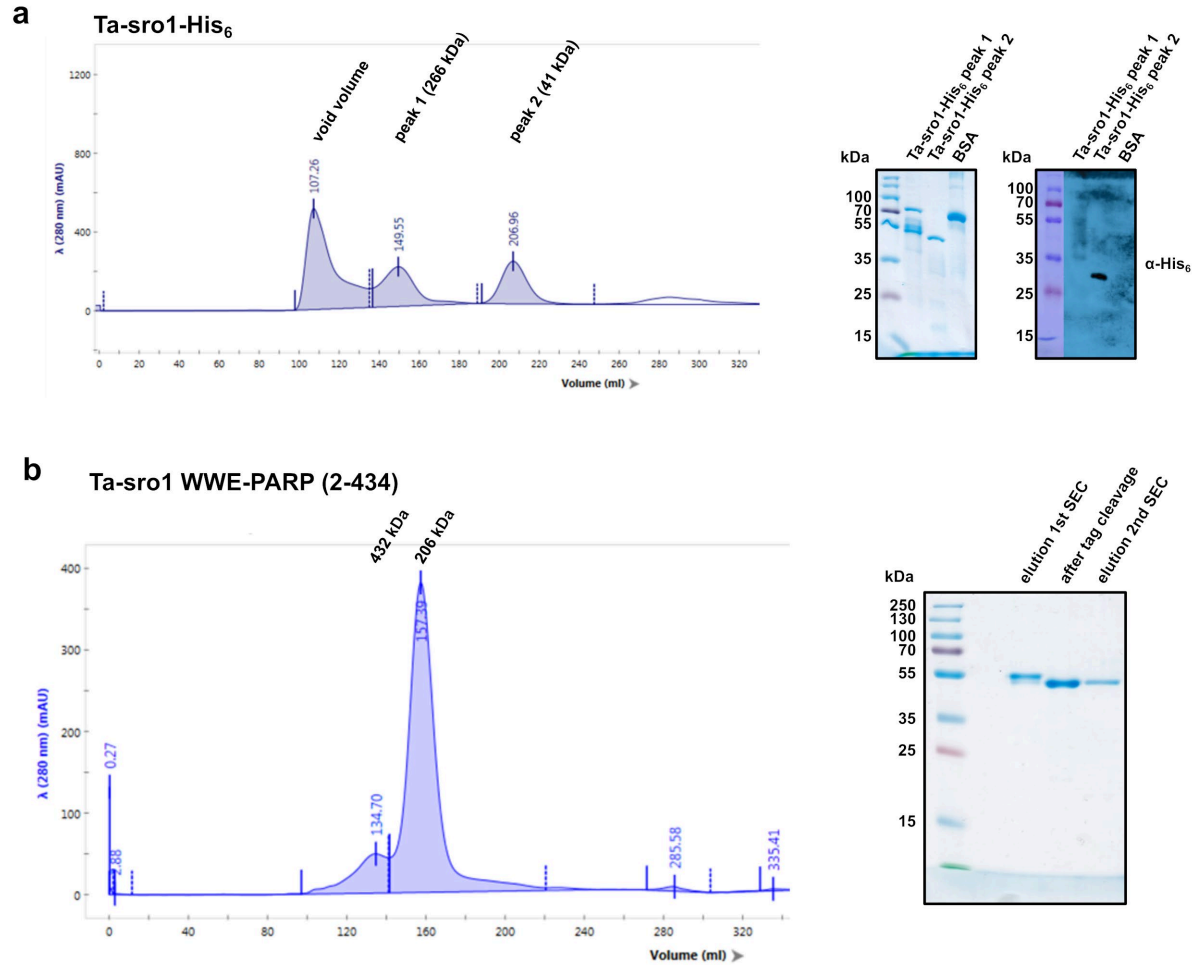 a
Ta-sro1-His6
void volume
peak 1 (266 kDa)
peak 2 (41 kDa)
1200
800
400
0
λ (280 nm) (mAU)
107.26
149.55
206.96
0 20 40 60 80 100 120 140 160 180 200 220 240 260 280 300 320
Volume (ml)
kDa
Ta-sro1-His6 peak 1
Ta-sro1-His6 peak 2
BSA
100
70
55
35
25
15
kDa
Ta-sro1-His6 peak 1
Ta-sro1-His6 peak 2
BSA
100
70
55
35
25
15
α-His6
b
Ta-sro1 WWE-PARP (2-434)
432 kDa
206 kDa
400
300
200
100
0
λ (280 nm) (mAU)
0.27
2.88
134.70
157.39
285.58
335.41
0 40 80 120 160 200 240 280 320
Volume (ml)
kDa
elution 1st SEC
after tag cleavage
elution 2nd SEC
250
130
100
70
55
35
25
15